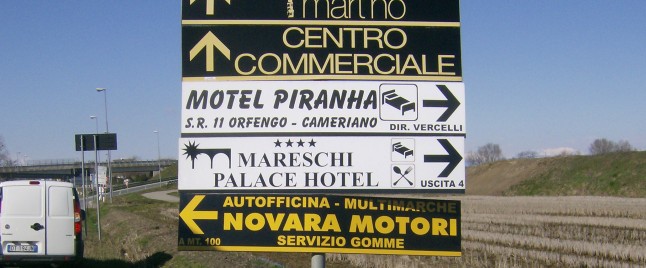 martino
CENTRO
COMMERCIALE
MOTEL PIRANHA
S.R. 11 ORFENGO - CAMERIANO
DIR. VERCELLI
MARESCHI
PALACE HOTEL
USCITA 4
AUTOFFICINA - MULTIMARCHE
NOVARA MOTORI
A MT. 100
SERVIZIO GOMME